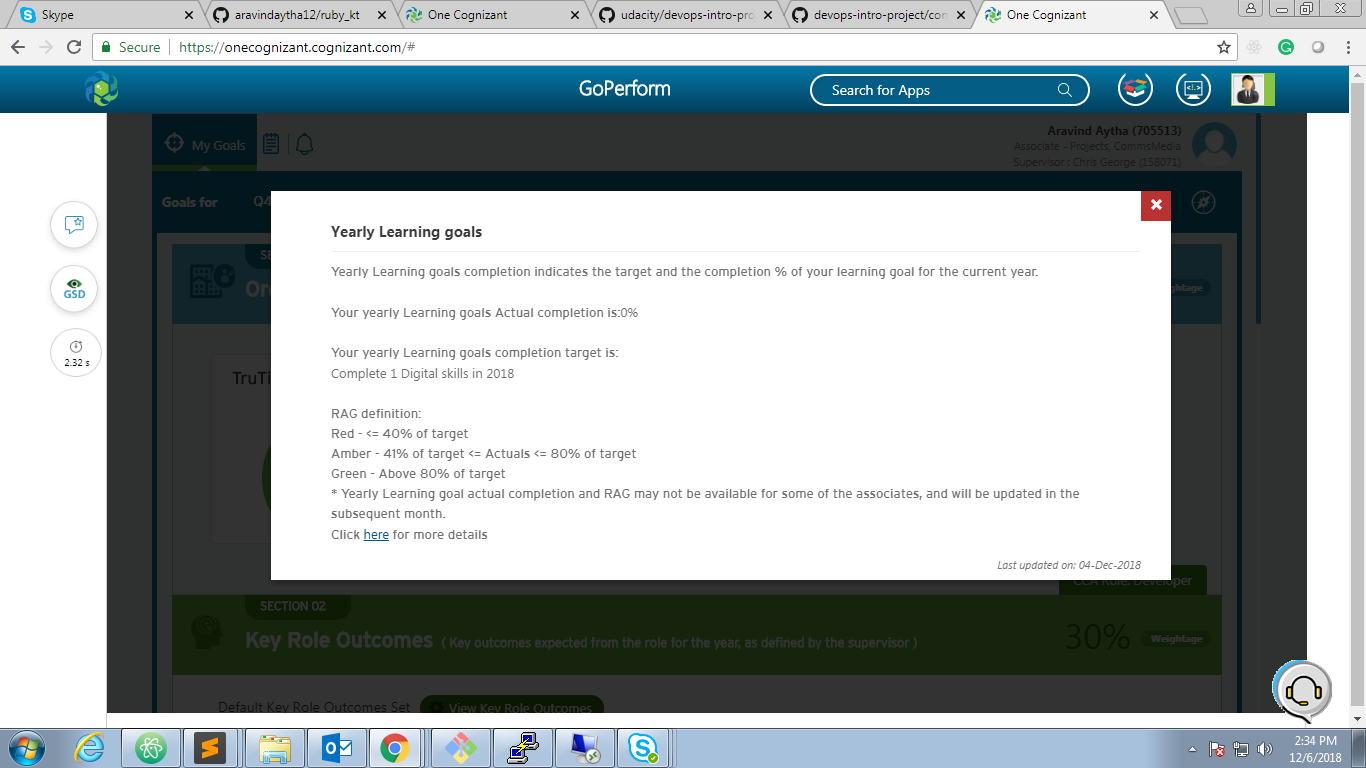 Skype
aravindaytha12/ruby_kt
One Cognizant
udacity/devops-intro-pro
devops-intro-project/con
One Cognizant
Secure
https://onecognizant.cognizant.com/#
GoPerform
Search for Apps
My Goals
Aravind Aytha (705513)
Associate - Projects, CommsMedia
Supervisor : Chris George (158071)
Goals for Q4
Yearly Learning goals
Yearly Learning goals completion indicates the target and the completion % of your learning goal for the current year.
Your yearly Learning goals Actual completion is:0%
Your yearly Learning goals completion target is:
Complete 1 Digital skills in 2018
RAG definition:
Red - <= 40% of target
Amber - 41% of target <= Actuals <= 80% of target
Green - Above 80% of target
* Yearly Learning goal actual completion and RAG may not be available for some of the associates, and will be updated in the
subsequent month.
Click here for more details
Last updated on: 04-Dec-2018
GSD
2.32 s
TruTi
CCA Role: Developer
SECTION 02
Key Role Outcomes ( Key outcomes expected from the role for the year, as defined by the supervisor )
30% Weightage
Default Key Role Outcomes Set
View Key Role Outcomes
2:34 PM
12/6/2018